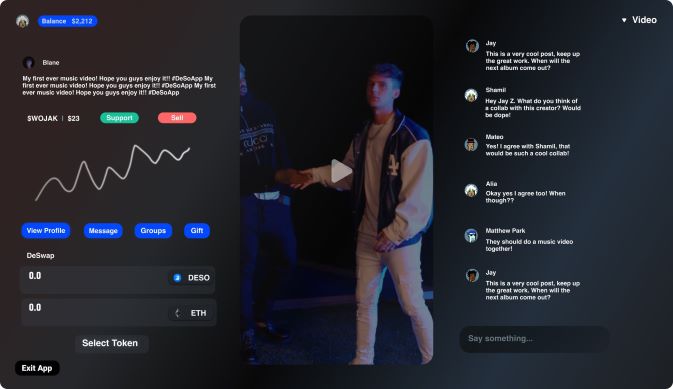 Balance $2,212
Blane
My first ever music video! Hope you guys enjoy it!! #DeSoApp My
first ever music video! Hope you guys enjoy it!! #DeSoApp My first
ever music video! Hope you guys enjoy it!! #DeSoApp
$WOJAK | $23
Support
Sell
View Profile
Message
Groups
Gift
DeSwap
0.0
DESO
0.0
ETH
Select Token
Exit App
LA
Video
Jay
This is a very cool post, keep up
the great work. When will the
next album come out?
Shamil
Hey Jay Z. What do you think of
a collab with this creator? Would
be dope!
Mateo
Yes! I agree with Shamil, that
would be such a cool collab!
Alia
Okay yes I agree too! When
though??
Matthew Park
They should do a music video
together!
Jay
This is a very cool post, keep up
the great work. When will the
next album come out?
Say something...